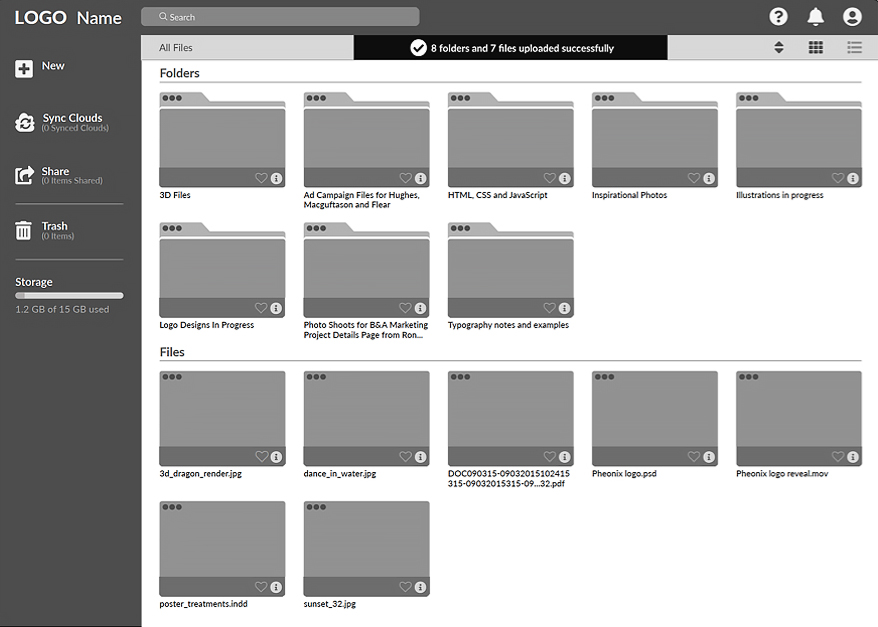 LOGO Name
Search
All Files
8 folders and 7 files uploaded successfully
New
Sync Clouds
(0 Synced Clouds)
Share
(0 Items Shared)
Trash
(0 Items)
Storage
1.2 GB of 15 GB used
Folders
3D Files
Ad Campaign Files for Hughes,
Macguftason and Flear
HTML, CSS and JavaScript
Inspirational Photos
Illustrations in progress
Logo Designs In Progress
Photo Shoots for B&A Marketing
Project Details Page from Ron...
Typography notes and examples
Files
3d_dragon_render.jpg
dance_in_water.jpg
DOC090315-09032015102415
315-09032015315-09...32.pdf
Pheonix logo.psd
Pheonix logo reveal.mov
poster_treatments.indd
sunset_32.jpg